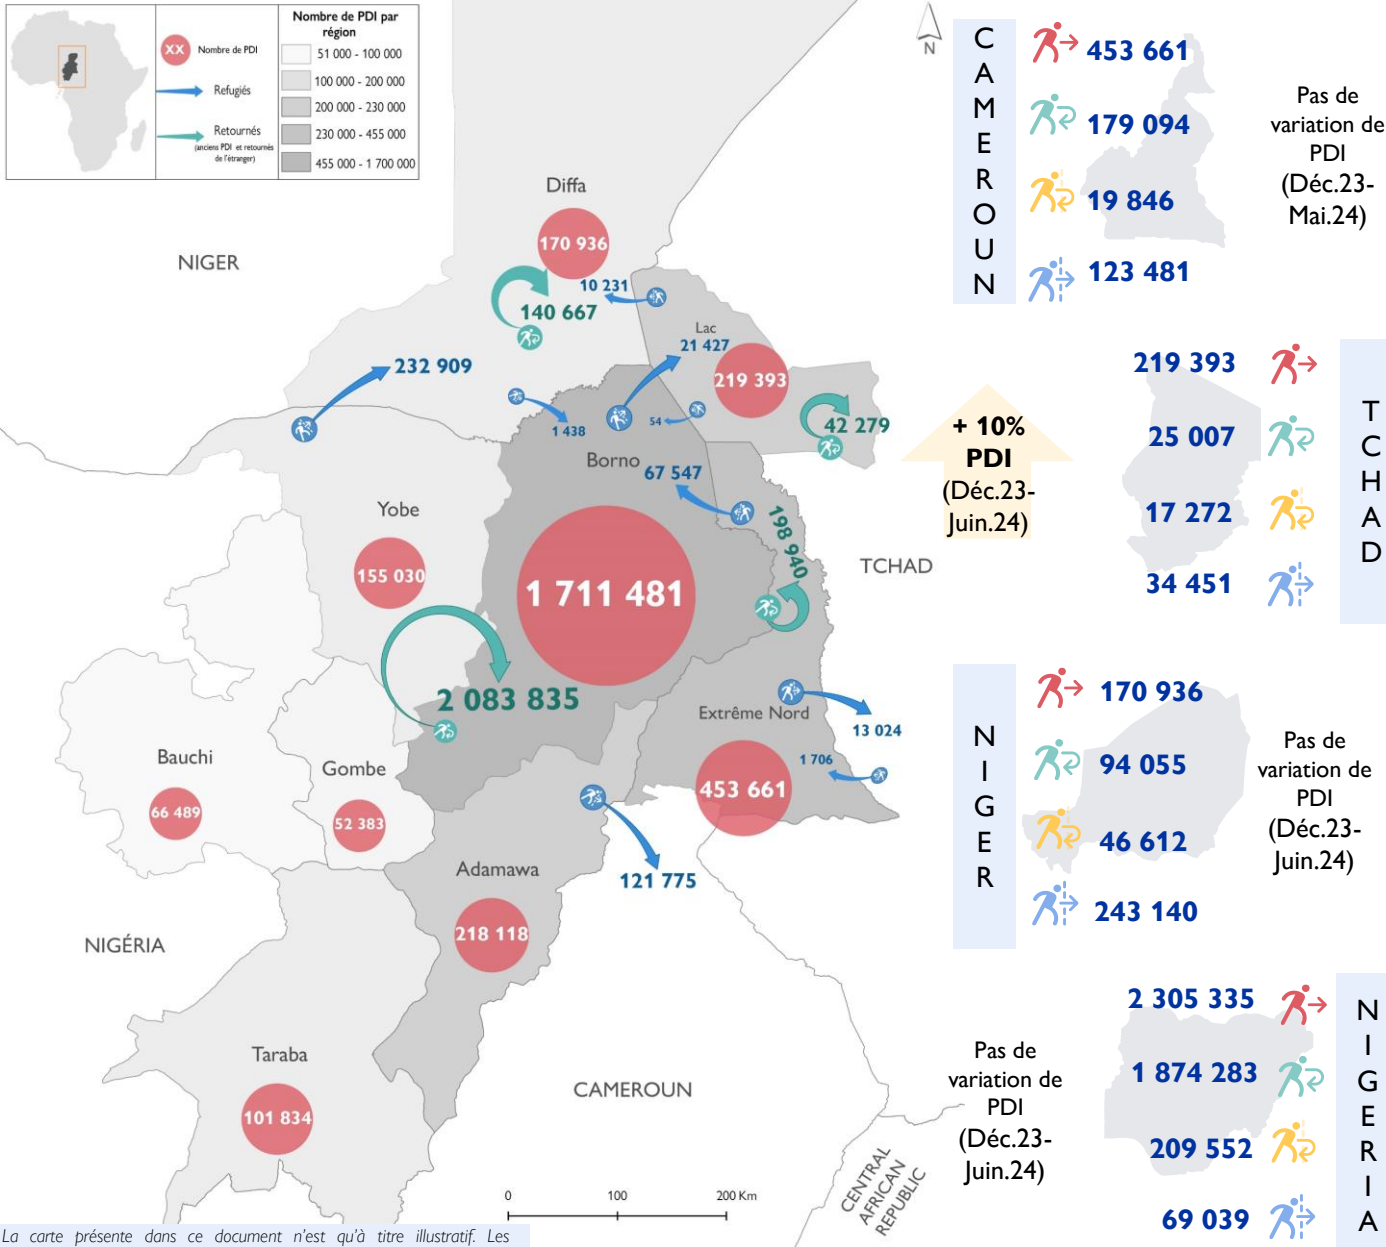 XX
Nombre de PDI
Refugiés
Retournés
(anciens PDI et retournés
de l'étranger)
Nombre de PDI par
région
51 000 - 100 000
100 000 - 200 000
200 000 - 230 000
230 000 - 455 000
455 000 - 1 700 000
N
NIGER
Diffa
170 936
10 231
140 667
232 909
Lac
21 427
219 393
1 438
54
42 279
Borno
67 547
198 940
TCHAD
Yobe
155 030
1 711 481
2 083 835
Extrême Nord
13 024
1 706
453 661
Bauchi
66 489
Gombe
52 383
121 775
Adamawa
218 118
NIGÉRIA
Taraba
101 834
CAMEROUN
CENTRAL
AFRICAN
REPUBLIC
0 100 200 Km
La carte présente dans ce document n'est qu'à titre illustratif. Les
C
A
M
E
R
O
U
N
453 661
179 094
19 846
123 481
Pas de
variation de
PDI
(Déc.23-
Mai.24)
+ 10%
PDI
(Déc.23-
Juin.24)
219 393
25 007
17 272
34 451
T
C
H
A
D
N
I
G
E
R
170 936
94 055
46 612
243 140
Pas de
variation de
PDI
(Déc.23-
Juin.24)
Pas de
variation de
PDI
(Déc.23-
Juin.24)
2 305 335
1 874 283
209 552
69 039
N
I
G
E
R
I
A